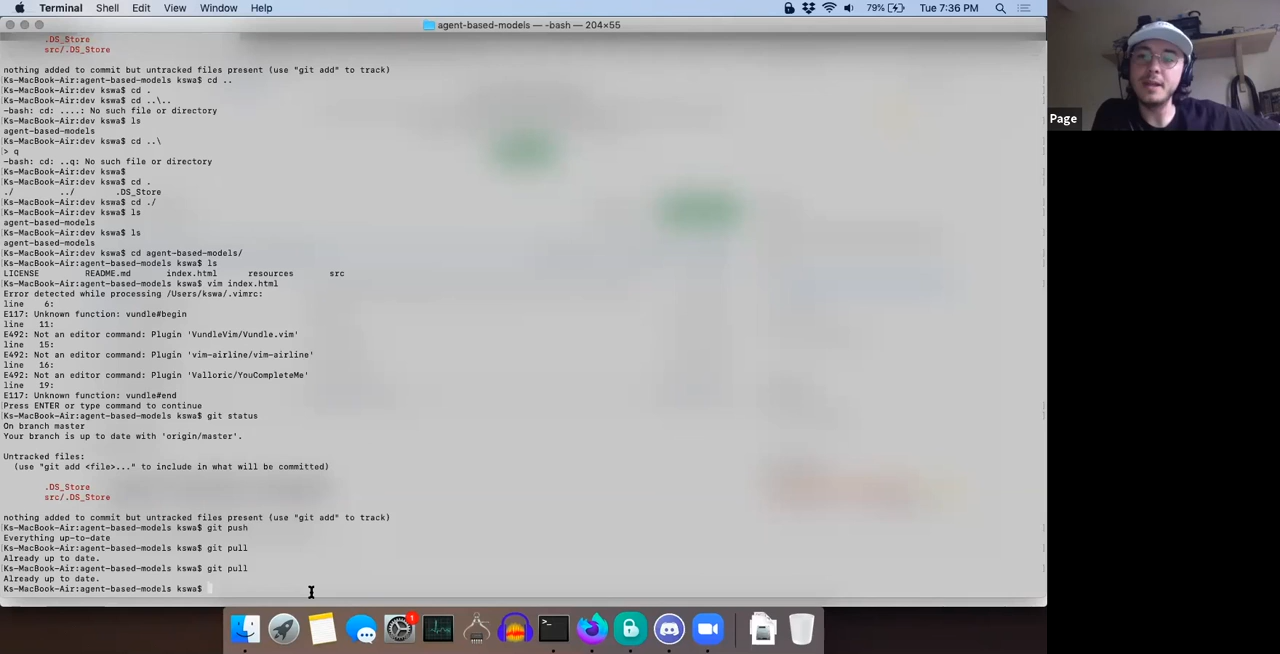 Terminal Shell Edit View Window Help 79% Tue 7:36 PM
agent-based-models — -bash — 204×55
.DS_Store
src/.DS_Store
nothing added to commit but untracked files present (use "git add" to track)
Ks-MacBook-Air:agent-based-models kswa$ cd ..
Ks-MacBook-Air:dev kswa$ cd .
Ks-MacBook-Air:dev kswa$ cd ..\..
-bash: cd: ....: No such file or directory
Ks-MacBook-Air:dev kswa$ ls
agent-based-models
Ks-MacBook-Air:dev kswa$ cd ..\
> q
-bash: cd: ..q: No such file or directory
Ks-MacBook-Air:dev kswa$
Ks-MacBook-Air:dev kswa$ cd .
./ ../ .DS_Store
Ks-MacBook-Air:dev kswa$ cd ./
Ks-MacBook-Air:dev kswa$ ls
agent-based-models
Ks-MacBook-Air:dev kswa$ ls
agent-based-models
Ks-MacBook-Air:dev kswa$ cd agent-based-models/
Ks-MacBook-Air:agent-based-models kswa$ ls
LICENSE README.md index.html resources src
Ks-MacBook-Air:agent-based-models kswa$ vim index.html
Error detected while processing /Users/kswa/.vimrc:
line 6:
E117: Unknown function: vundle#begin
line 11:
E492: Not an editor command: Plugin 'VundleVim/Vundle.vim'
line 15:
E492: Not an editor command: Plugin 'vim-airline/vim-airline'
line 16:
E492: Not an editor command: Plugin 'Valloric/YouCompleteMe'
line 19:
E117: Unknown function: vundle#end
Press ENTER or type command to continue
Ks-MacBook-Air:agent-based-models kswa$ git status
On branch master
Your branch is up to date with 'origin/master'.
Untracked files:
(use "git add <file>..." to include in what will be committed)
.DS_Store
src/.DS_Store
nothing added to commit but untracked files present (use "git add" to track)
Ks-MacBook-Air:agent-based-models kswa$ git push
Everything up-to-date
Ks-MacBook-Air:agent-based-models kswa$ git pull
Already up to date.
Ks-MacBook-Air:agent-based-models kswa$ git pull
Already up to date.
Ks-MacBook-Air:agent-based-models kswa$
Page
1
>_